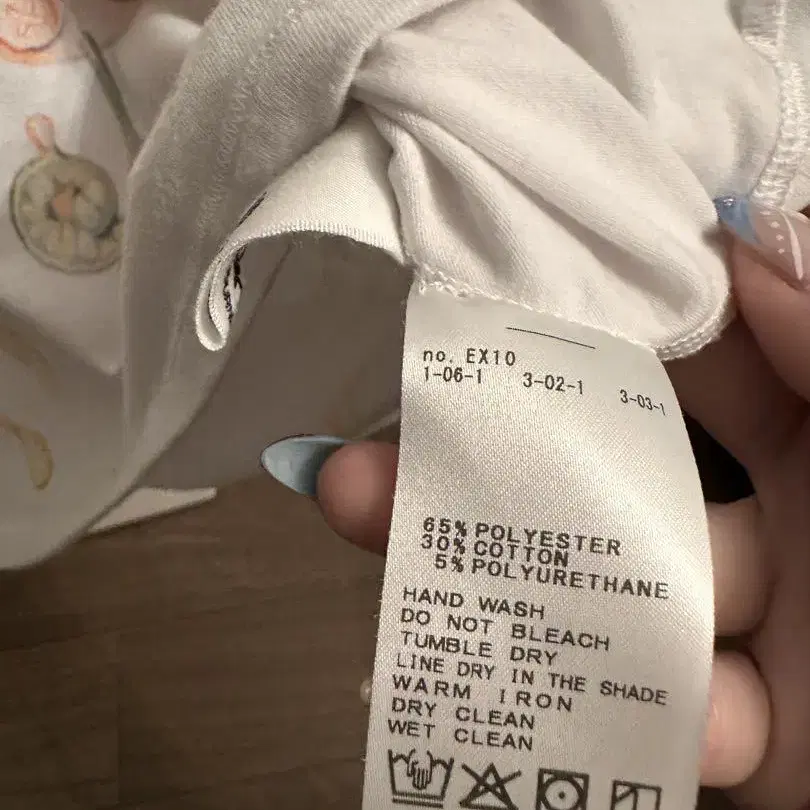 no. EX10
1-06-1 3-02-1 3-03-1
65% POLYESTER
30% COTTON
5% POLYURETHANE
HAND WASH
DO NOT BLEACH
TUMBLE DRY
LINE DRY IN THE SHADE
WARM IRON
DRY CLEAN
WET CLEAN